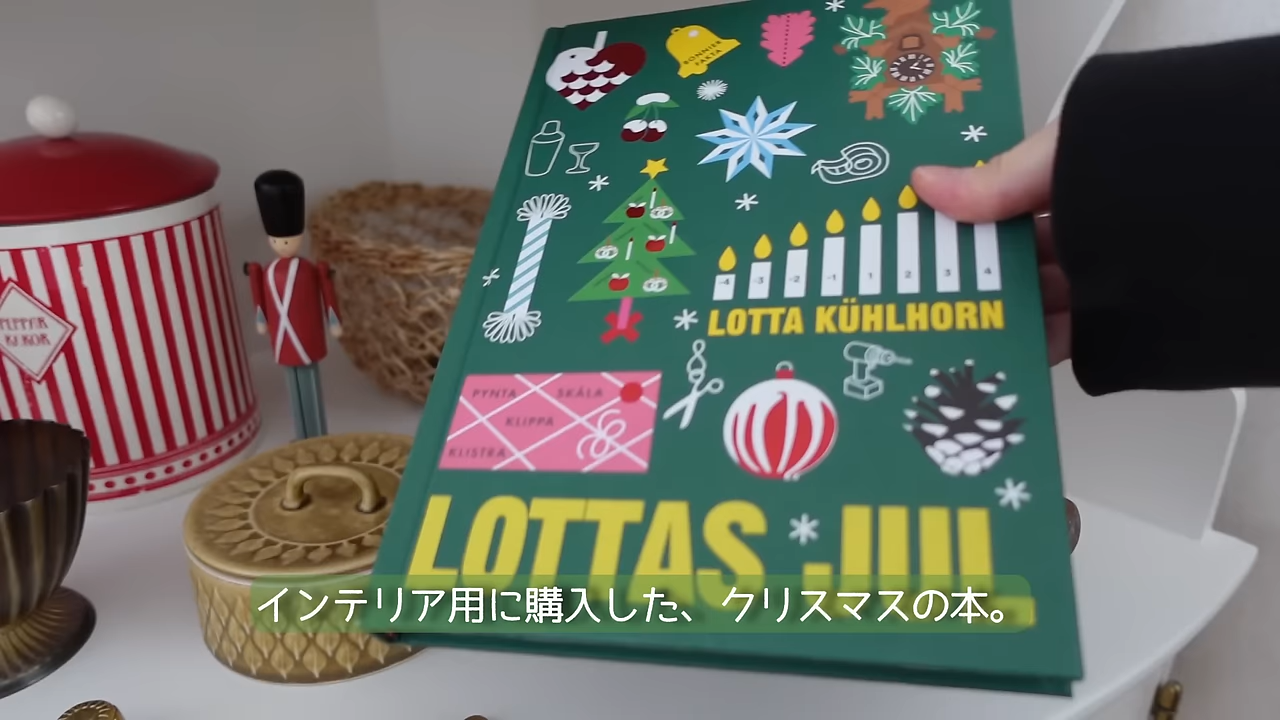 BONNIER
FAKTA
-4 -3 -2 -1 1 2 3 4
LOTTA KÜHLHORN
PYNTA SKÅLA
KLIPPA
KLISTRA
LOTTAS JUL
インテリア用に購入した、クリスマスの本。